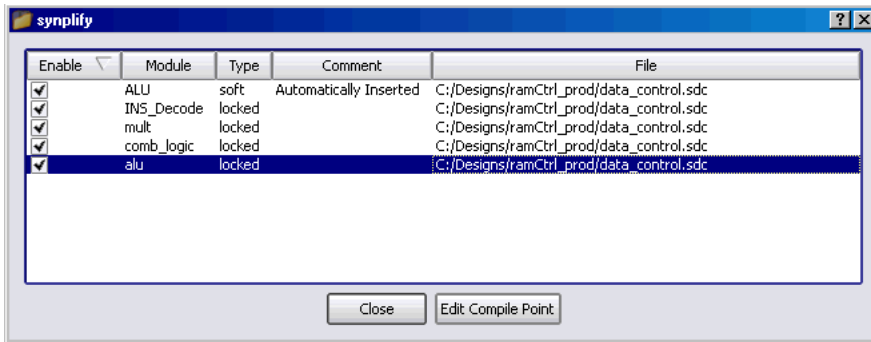 synplify
Enable Module Type Comment File
ALU soft Automatically Inserted C:/Designs/ramCtrl_prod/data_control.sdc
INS_Decode locked C:/Designs/ramCtrl_prod/data_control.sdc
mult locked C:/Designs/ramCtrl_prod/data_control.sdc
comb_logic locked C:/Designs/ramCtrl_prod/data_control.sdc
alu locked C:/Designs/ramCtrl_prod/data_control.sdc
Close Edit Compile Point